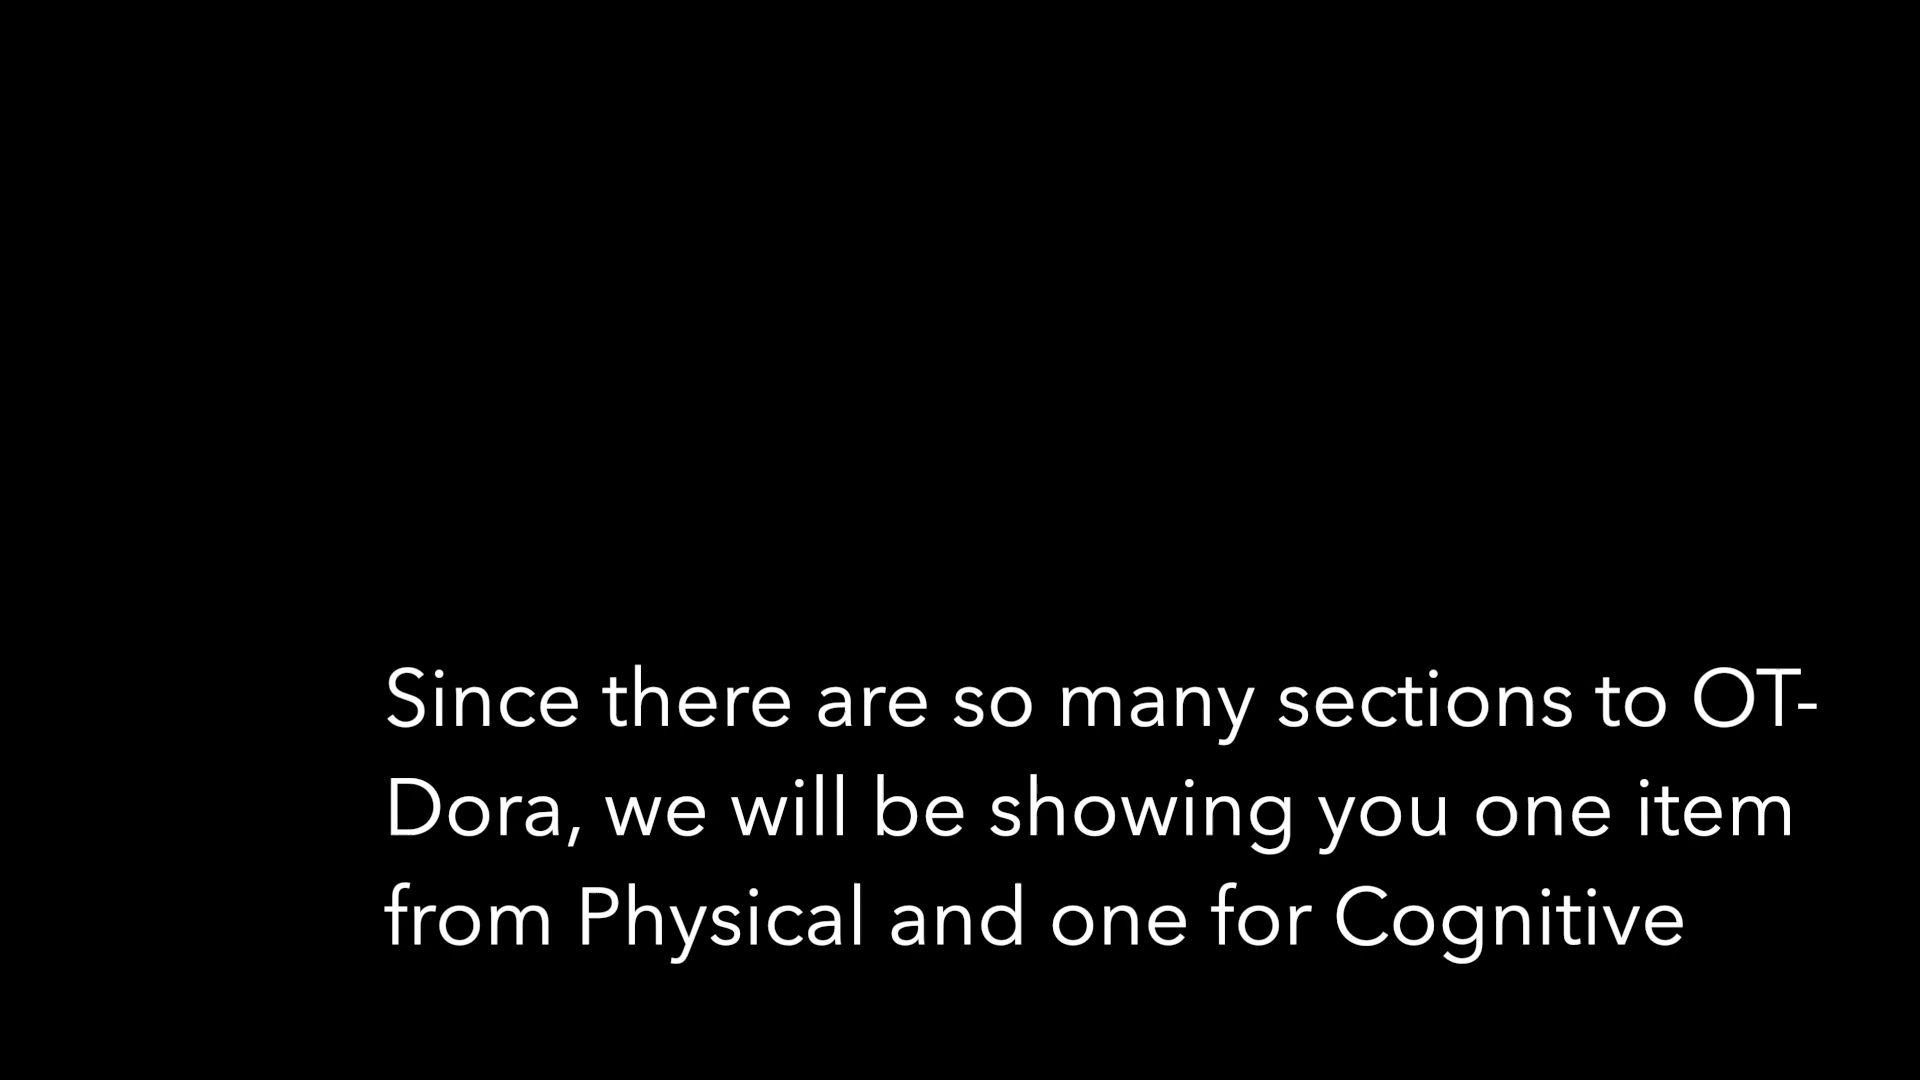 Since there are so many sections to OT-
Dora, we will be showing you one item
from Physical and one for Cognitive